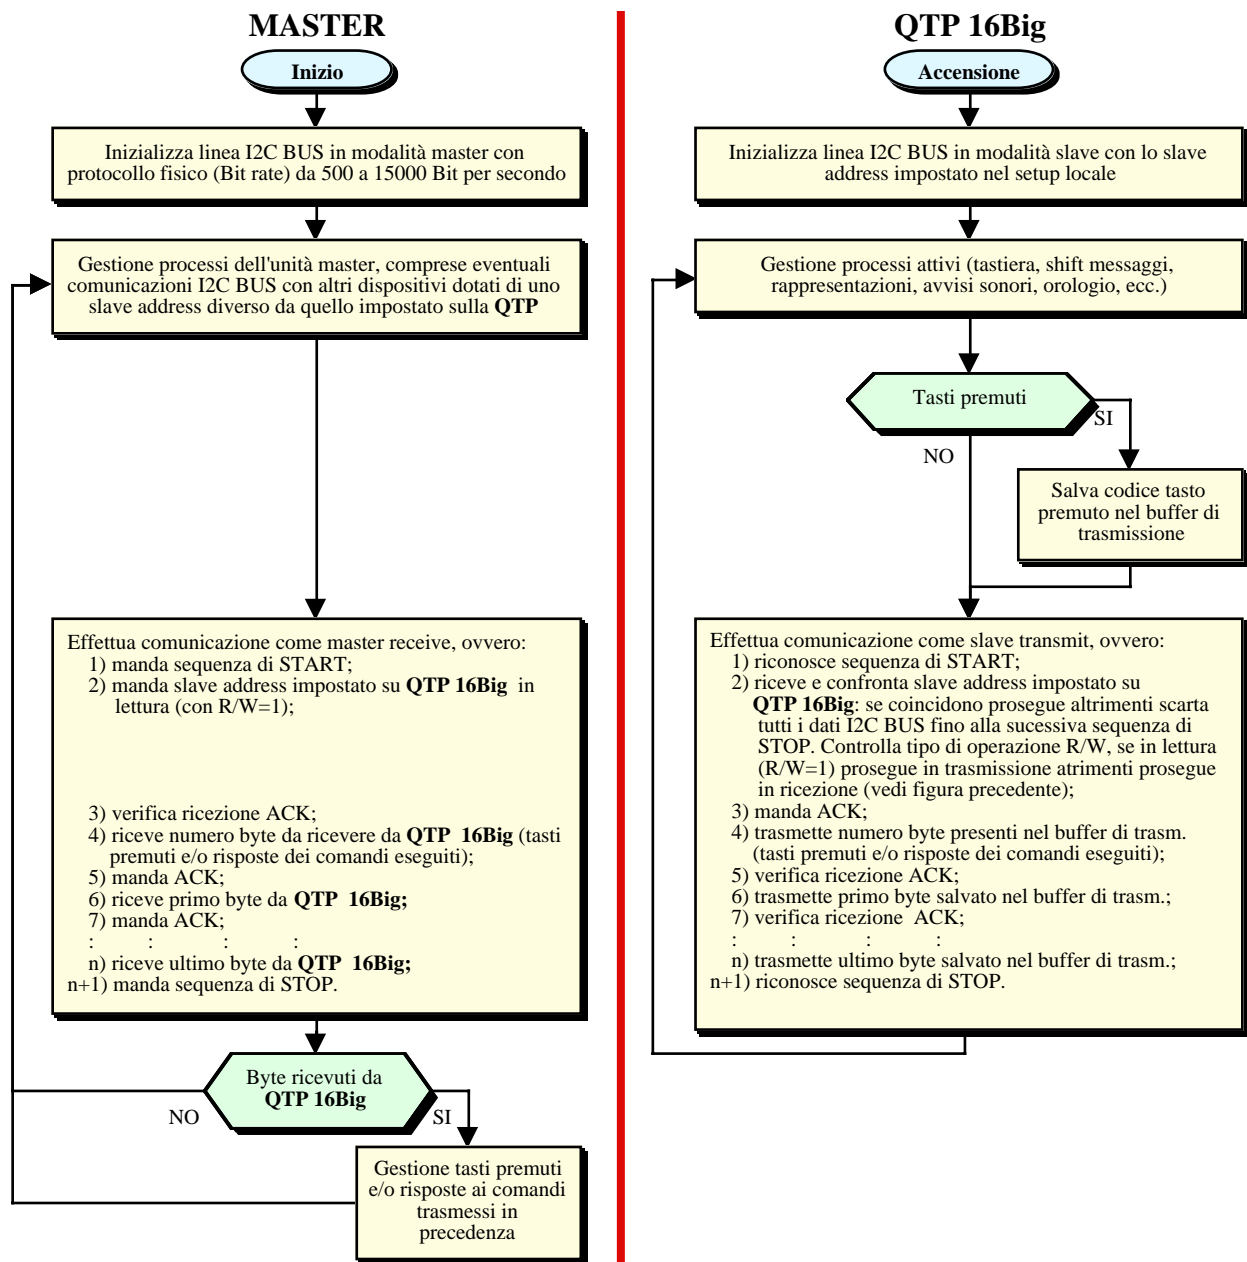 MASTER
Inizio
Inizializza linea I2C BUS in modalità master con
protocollo fisico (Bit rate) da 500 a 15000 Bit per secondo
Gestione processi dell'unità master, comprese eventuali
comunicazioni I2C BUS con altri dispositivi dotati di uno
slave address diverso da quello impostato sulla QTP
Effettua comunicazione come master receive, ovvero:
1) manda sequenza di START;
2) manda slave address impostato su QTP 16Big in
lettura (con R/W=1);
3) verifica ricezione ACK;
4) riceve numero byte da ricevere da QTP 16Big (tasti
premuti e/o risposte dei comandi eseguiti);
5) manda ACK;
6) riceve primo byte da QTP 16Big;
7) manda ACK;
: : : :
n) riceve ultimo byte da QTP 16Big;
n+1) manda sequenza di STOP.
Byte ricevuti da
QTP 16Big
NO
SI
Gestione tasti premuti
e/o risposte ai comandi
trasmessi in
precedenza
QTP 16Big
Accensione
Inizializza linea I2C BUS in modalità slave con lo slave
address impostato nel setup locale
Gestione processi attivi (tastiera, shift messaggi,
rappresentazioni, avvisi sonori, orologio, ecc.)
Tasti premuti
SI
NO
Salva codice tasto
premuto nel buffer di
trasmissione
Effettua comunicazione come slave transmit, ovvero:
1) riconosce sequenza di START;
2) riceve e confronta slave address impostato su
QTP 16Big: se coincidono prosegue altrimenti scarta
tutti i dati I2C BUS fino alla sucessiva sequenza di
STOP. Controlla tipo di operazione R/W, se in lettura
(R/W=1) prosegue in trasmissione atrimenti prosegue
in ricezione (vedi figura precedente);
3) manda ACK;
4) trasmette numero byte presenti nel buffer di trasm.
(tasti premuti e/o risposte dei comandi eseguiti);
5) verifica ricezione ACK;
6) trasmette primo byte salvato nel buffer di trasm.;
7) verifica ricezione ACK;
: : : :
n) trasmette ultimo byte salvato nel buffer di trasm.;
n+1) riconosce sequenza di STOP.